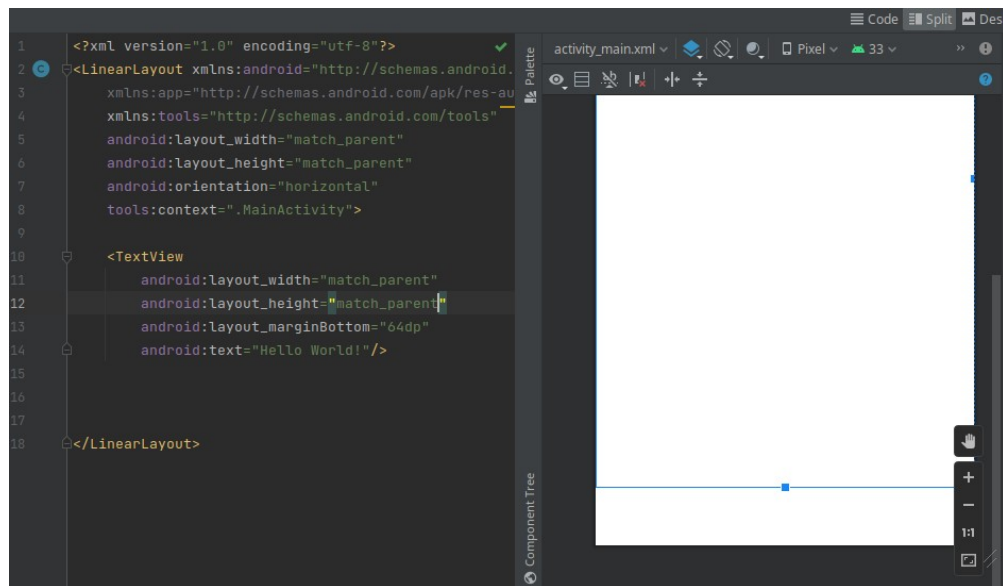 Code Split Des
1 <?xml version="1.0" encoding="utf-8"?>
2 C <LinearLayout xmlns:android="http://schemas.android.
3 xmlns:app="http://schemas.android.com/apk/res-au
4 xmlns:tools="http://schemas.android.com/tools"
5 android:layout_width="match_parent"
6 android:layout_height="match_parent"
7 android:orientation="horizontal"
8 tools:context=".MainActivity">
9
10 <TextView
11 android:layout_width="match_parent"
12 android:layout_height="match_parent"
13 android:layout_marginBottom="64dp"
14 android:text="Hello World!"/>
15
16
17
18 </LinearLayout>
Palette
Component Tree
activity_main.xml Pixel 33 »
1:1